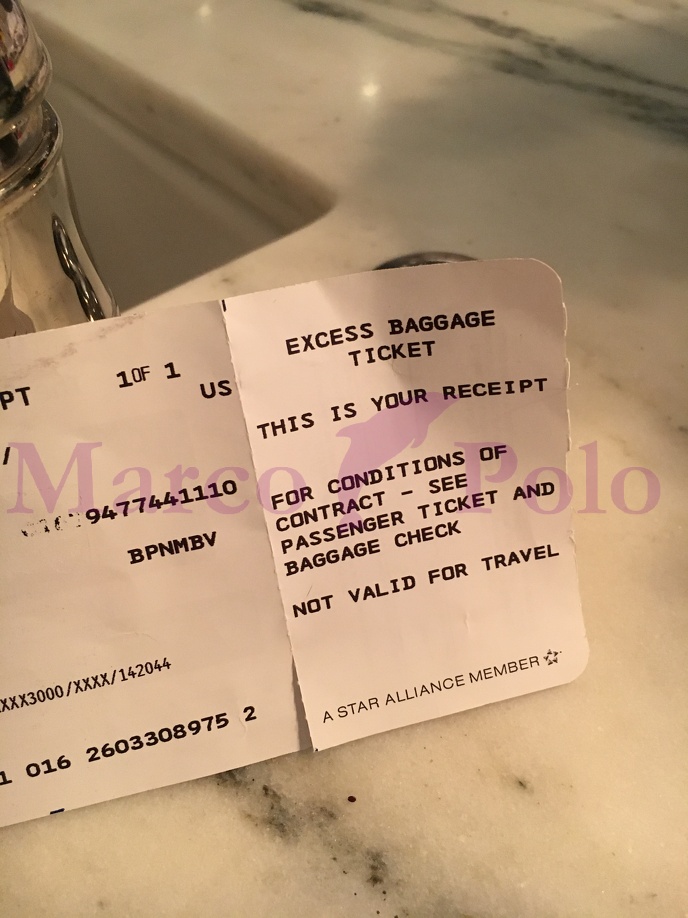 PT
1 OF 1
US
/
9477441110
BPNMBV
XXX3000/XXXX/142044
1 016 2603308975 2
EXCESS BAGGAGE
TICKET
THIS IS YOUR RECEIPT
FOR CONDITIONS OF
CONTRACT - SEE
PASSENGER TICKET AND
BAGGAGE CHECK
NOT VALID FOR TRAVEL
A STAR ALLIANCE MEMBER
Marco Polo